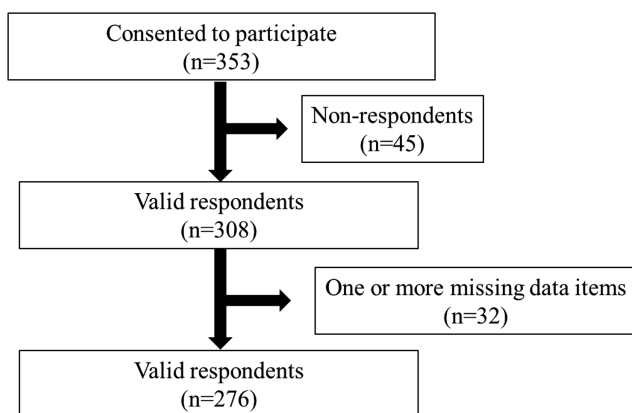 Consented to participate
(n=353)
Non-respondents
(n=45)
Valid respondents
(n=308)
One or more missing data items
(n=32)
Valid respondents
(n=276)